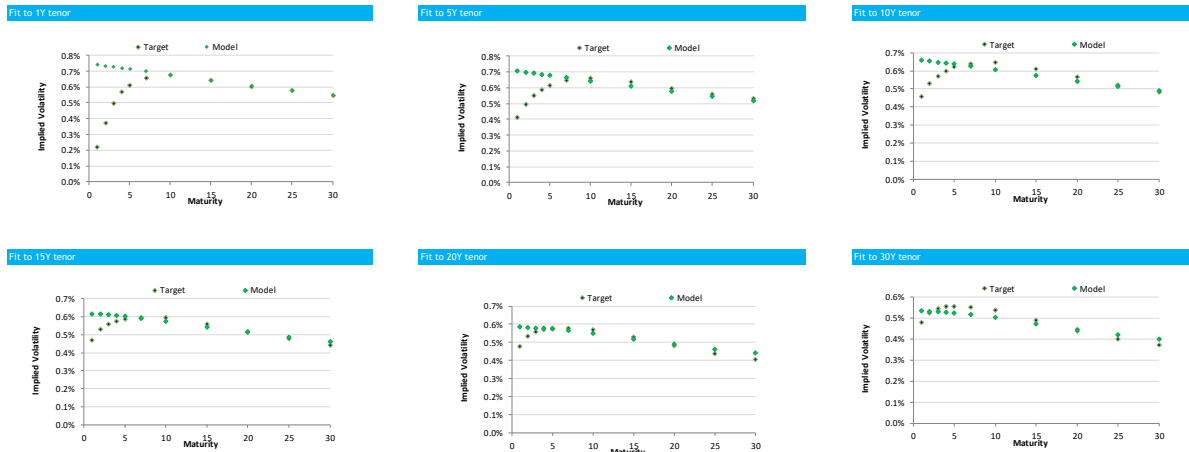 Fit to 1Y tenor
Target Model
0.8%
0.7%
0.6%
0.5%
0.4%
0.3%
0.2%
0.1%
0.0%
Implied Volatility
0 5 10 15 20 25 30
Maturity
Fit to 5Y tenor
Target Model
0.8%
0.7%
0.6%
0.5%
0.4%
0.3%
0.2%
0.1%
0.0%
Implied Volatility
0 5 10 15 20 25 30
Maturity
Fit to 10Y tenor
Target Model
0.7%
0.6%
0.5%
0.4%
0.3%
0.2%
0.1%
0.0%
Implied Volatility
0 5 10 15 20 25 30
Maturity
Fit to 15Y tenor
Target Model
0.7%
0.6%
0.5%
0.4%
0.3%
0.2%
0.1%
0.0%
Implied Volatility
0 5 10 15 20 25 30
Maturity
Fit to 20Y tenor
Target Model
0.7%
0.6%
0.5%
0.4%
0.3%
0.2%
0.1%
0.0%
Implied Volatility
0 5 10 15 20 25 30
Maturity
Fit to 30Y tenor
Target Model
0.6%
0.5%
0.4%
0.3%
0.2%
0.1%
0.0%
Implied Volatility
0 5 10 15 20 25 30
Maturity